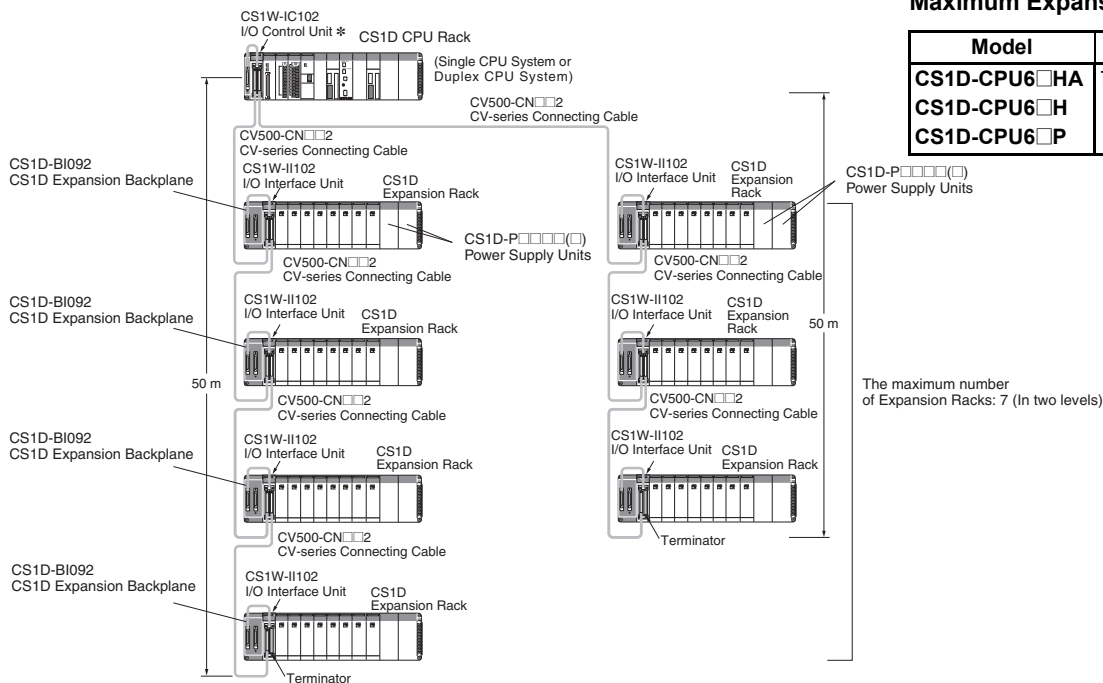 CS1W-IC102
I/O Control Unit *
CS1D CPU Rack
(Single CPU System or
Duplex CPU System)
CV500-CN□□2
CV-series Connecting Cable
CV500-CN□□2
CV-series Connecting Cable
CS1D-BI092
CS1D Expansion Backplane
CS1W-II102
I/O Interface Unit
CS1D
Expansion Rack
CS1D-P□□□□(□)
Power Supply Units
CV500-CN□□2
CV-series Connecting Cable
CS1D-BI092
CS1D Expansion Backplane
CS1W-II102
I/O Interface Unit
CS1D
Expansion Rack
50 m
CV500-CN□□2
CV-series Connecting Cable
CS1D-BI092
CS1D Expansion Backplane
CS1W-II102
I/O Interface Unit
CS1D
Expansion Rack
CV500-CN□□2
CV-series Connecting Cable
CS1D-BI092
CS1D Expansion Backplane
CS1W-II102
I/O Interface Unit
CS1D
Expansion Rack
Terminator
CS1W-II102
I/O Interface Unit
CS1D
Expansion
Rack
CS1D-P□□□□(□)
Power Supply Units
CV500-CN□□2
CV-series Connecting Cable
CS1W-II102
I/O Interface Unit
CS1D
Expansion
Rack
50 m
CV500-CN□□2
CV-series Connecting Cable
CS1W-II102
I/O Interface Unit
CS1D
Expansion Rack
Terminator
The maximum number
of Expansion Racks: 7 (In two levels)
Maximum
Model
CS1D-CPU6□HA
CS1D-CPU6□H
CS1D-CPU6□P